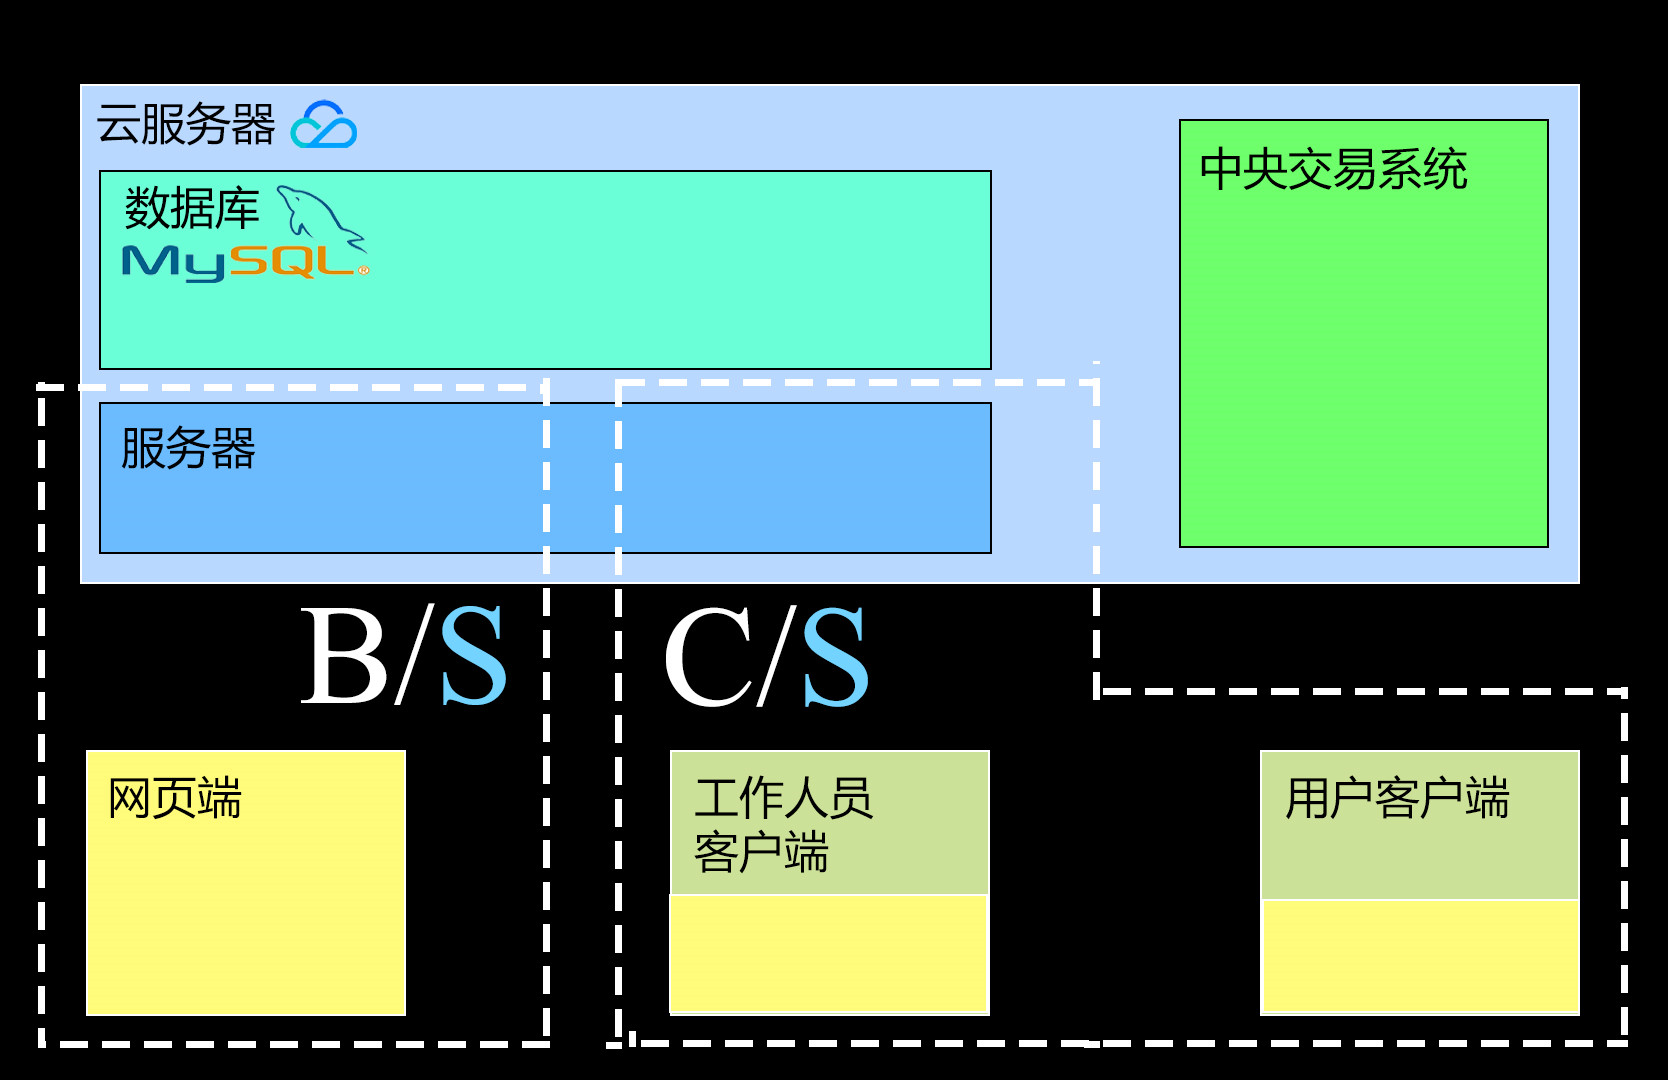 云服务器
数据库
MySQL®
中央交易系统
服务器
B/S
C/S
网页端
工作人员
客户端
用户客户端